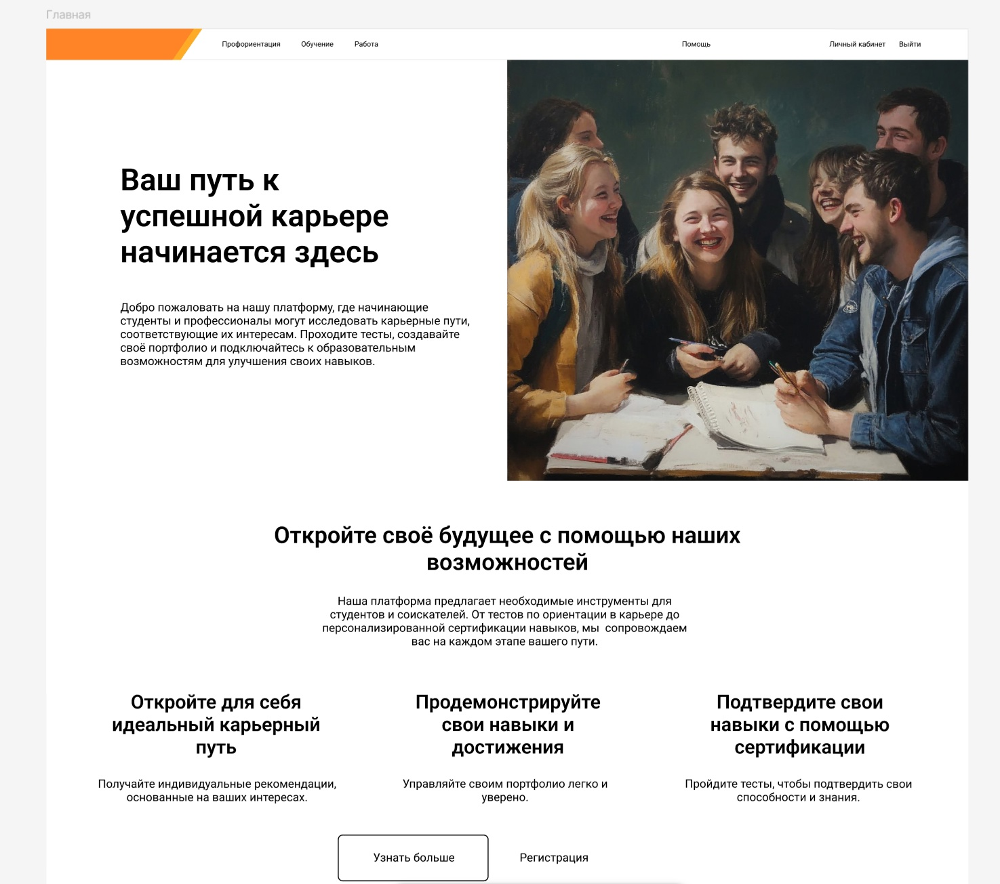 Главная
Профориентация Обучение Работа Помощь Личный кабинет Выйти
Ваш путь к
успешной карьере
начинается здесь
Добро пожаловать на нашу платформу, где начинающие
студенты и профессионалы могут исследовать карьерные пути,
соответствующие их интересам. Проходите тесты, создавайте
своё портфолио и подключайтесь к образовательным
возможностям для улучшения своих навыков.
Откройте своё будущее с помощью наших
возможностей
Наша платформа предлагает необходимые инструменты для
студентов и соискателей. От тестов по ориентации в карьере до
персонализированной сертификации навыков, мы  сопровождаем
вас на каждом этапе вашего пути.
Откройте для себя
идеальный карьерный
путь
Получайте индивидуальные рекомендации,
основанные на ваших интересах.
Продемонстрируйте
свои навыки и
достижения
Управляйте своим портфолио легко и
уверено.
Подтвердите свои
навыки с помощью
сертификации
Пройдите тесты, чтобы подтвердить свои
способности и знания.
Узнать больше
Регистрация